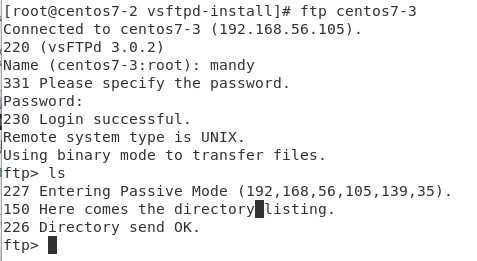 [root@centos7-2 vsftpd-install]# ftp centos7-3
Connected to centos7-3 (192.168.56.105).
220 (vsFTPd 3.0.2)
Name (centos7-3:root): mandy
331 Please specify the password.
Password:
230 Login successful.
Remote system type is UNIX.
Using binary mode to transfer files.
ftp> ls
227 Entering Passive Mode (192,168,56,105,139,35).
150 Here comes the directory listing.
226 Directory send OK.
ftp>